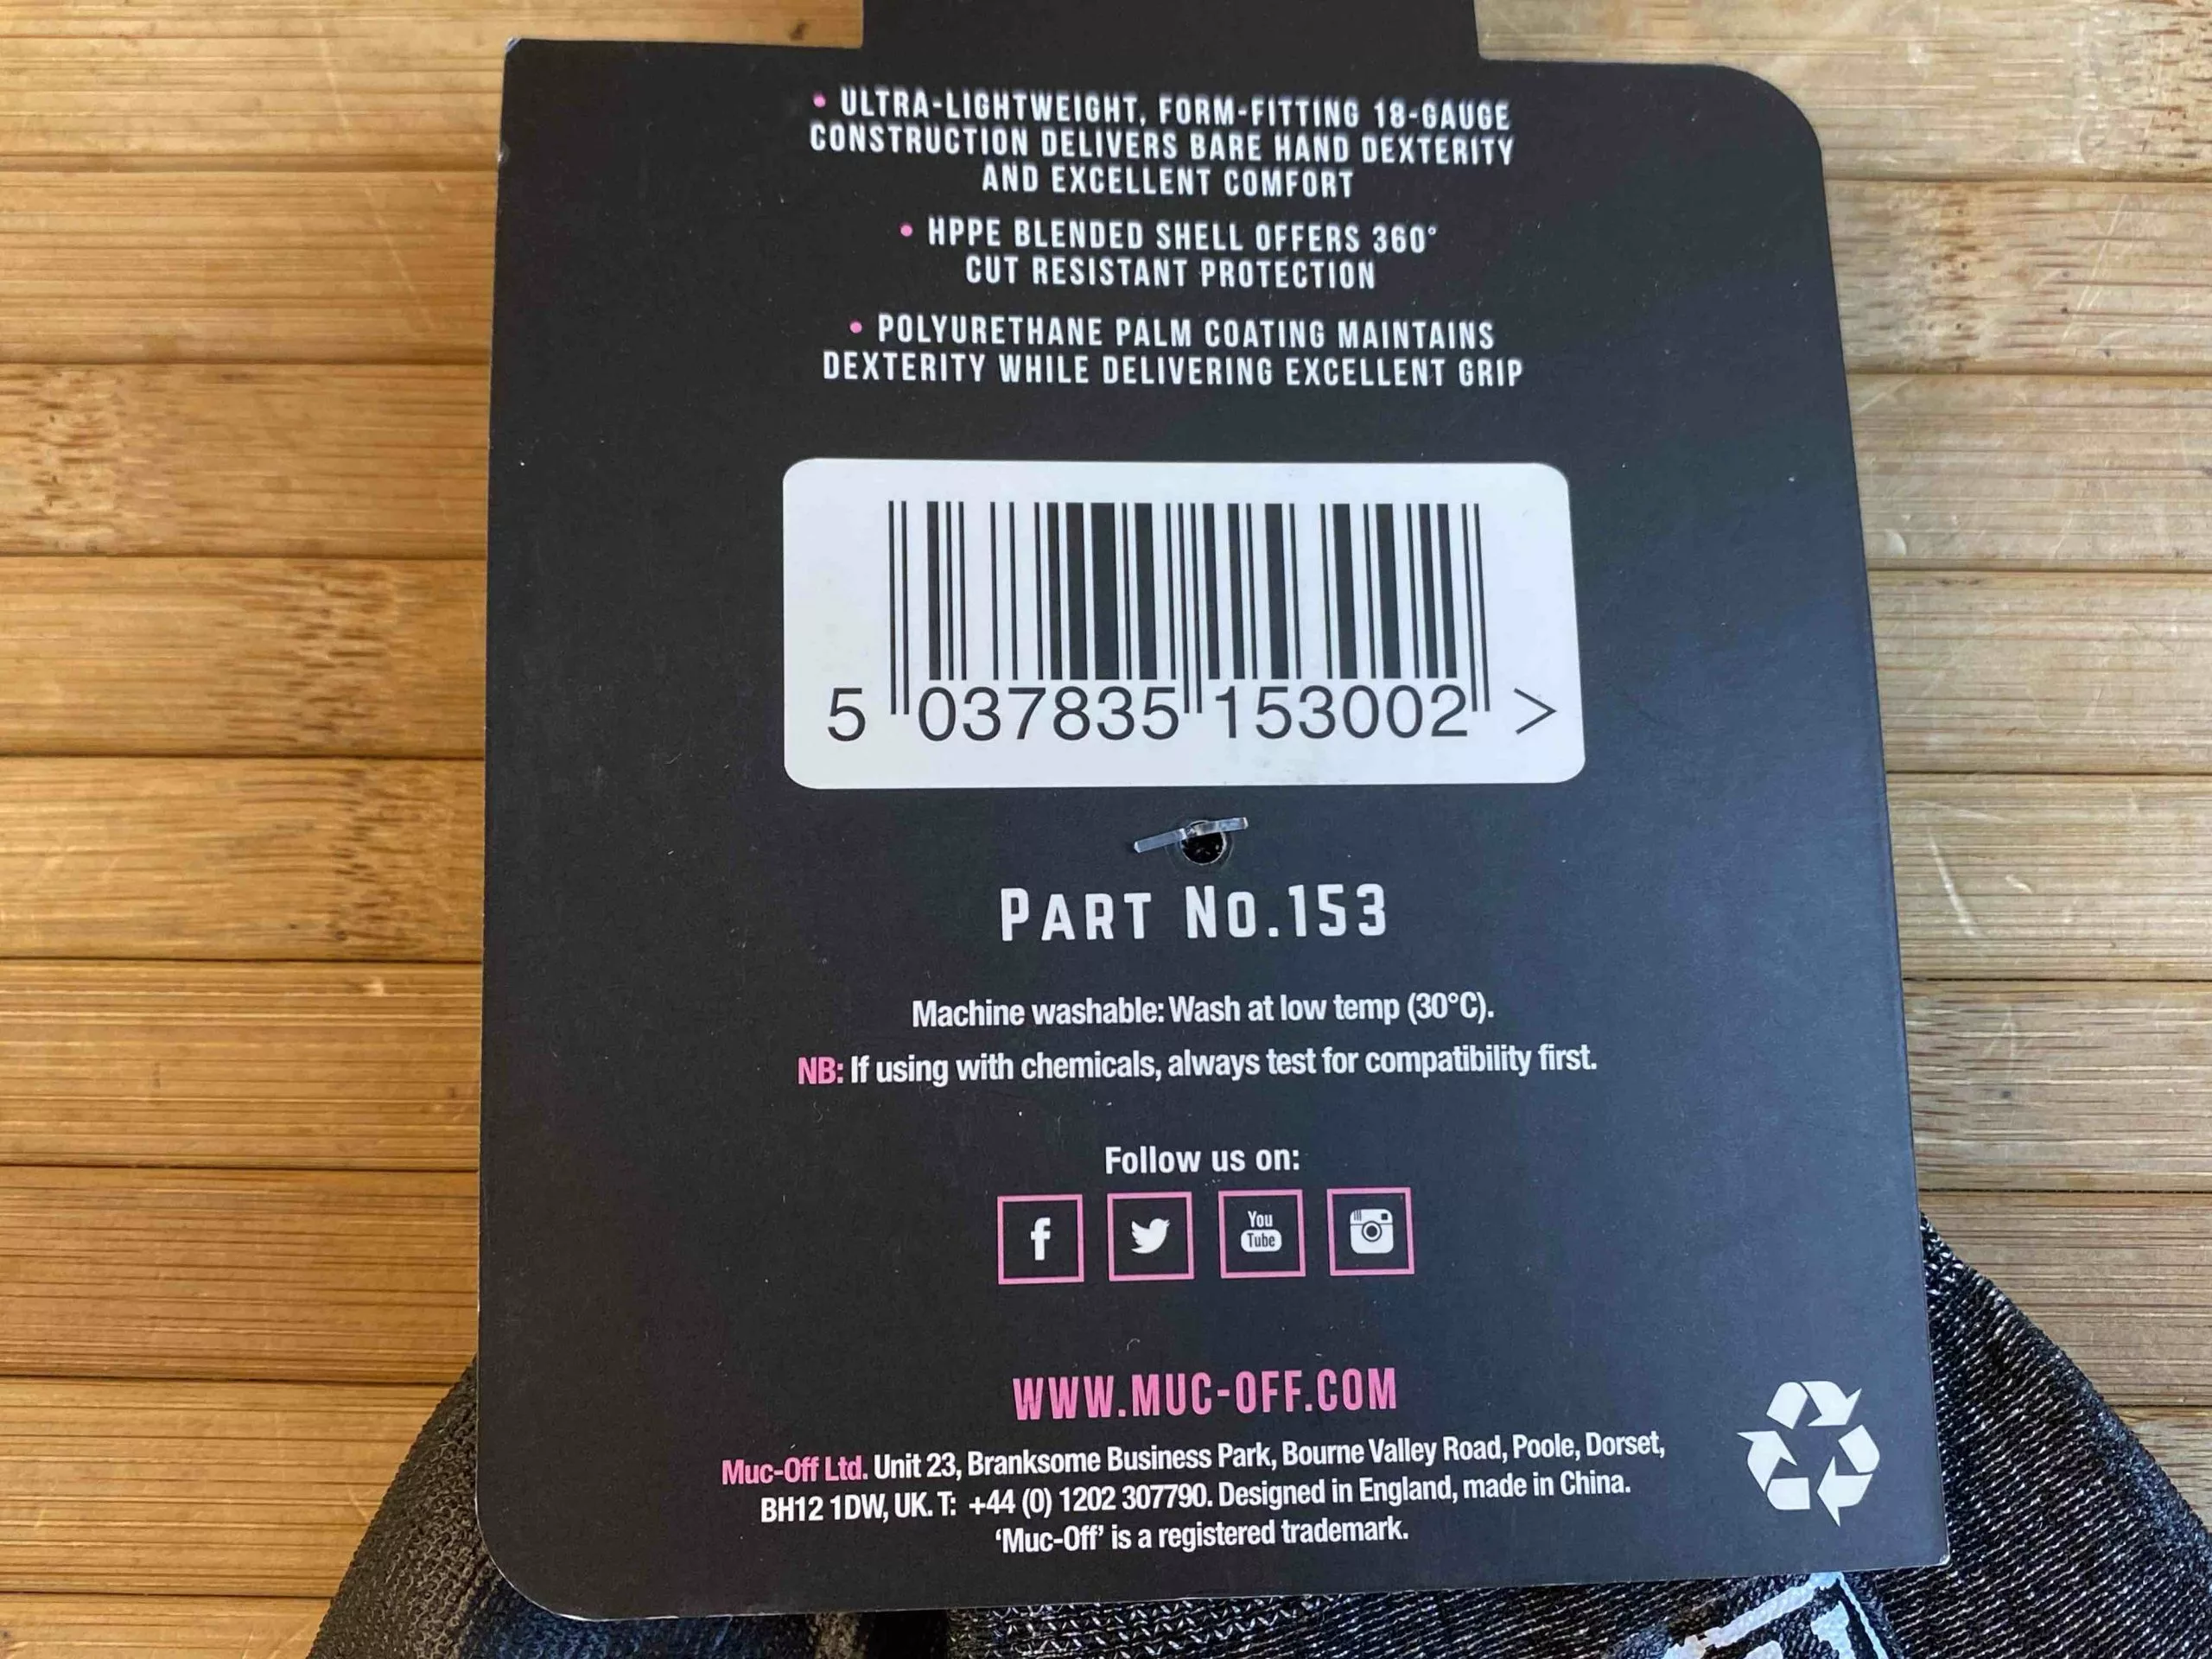 • ULTRA-LIGHTWEIGHT, FORM-FITTING 18-GAUGE
CONSTRUCTION DELIVERS BARE HAND DEXTERITY
AND EXCELLENT COMFORT
• HPPE BLENDED SHELL OFFERS 360°
CUT RESISTANT PROTECTION
• POLYURETHANE PALM COATING MAINTAINS
DEXTERITY WHILE DELIVERING EXCELLENT GRIP
5 037835 153002 >
PART NO.153
Machine washable: Wash at low temp (30°C).
NB: If using with chemicals, always test for compatibility first.
Follow us on:
f
You
Tube
WWW.MUC-OFF.COM
Muc-Off Ltd. Unit 23, Branksome Business Park, Bourne Valley Road, Poole, Dorset,
BH12 1DW, UK. T: +44 (0) 1202 307790. Designed in England, made in China.
‘Muc-Off’ is a registered trademark.